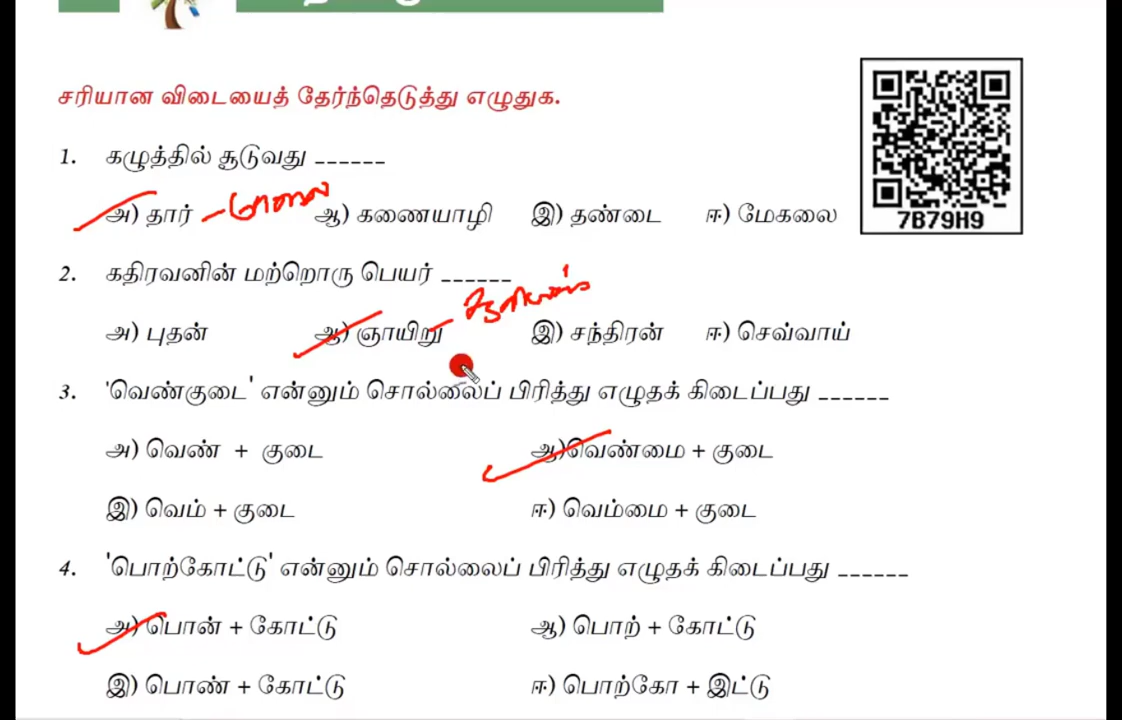 சரியான விடையைத் தேர்ந்தெடுத்து எழுதுக.
1. கழுத்தில் சூடுவது ______
அ) தார் – மாலை ஆ) கணையாழி இ) தண்டை ஈ) மேகலை
7B79H9
2. கதிரவனின் மற்றொரு பெயர் ______
அ) புதன் ஆ) ஞாயிறு – இ) சந்திரன் ஈ) செவ்வாய்
3. 'வெண்குடை' என்னும் சொல்லைப் பிரித்து எழுதக் கிடைப்பது ______
அ) வெண் + குடை ஆ)வெண்மை + குடை
இ) வெம் + குடை ஈ) வெம்மை + குடை
4. 'பொற்கோட்டு' என்னும் சொல்லைப் பிரித்து எழுதக் கிடைப்பது ______
அ) பொன் + கோட்டு ஆ) பொற் + கோட்டு
இ) பொண் + கோட்டு ஈ) பொற்கோ + இட்டு